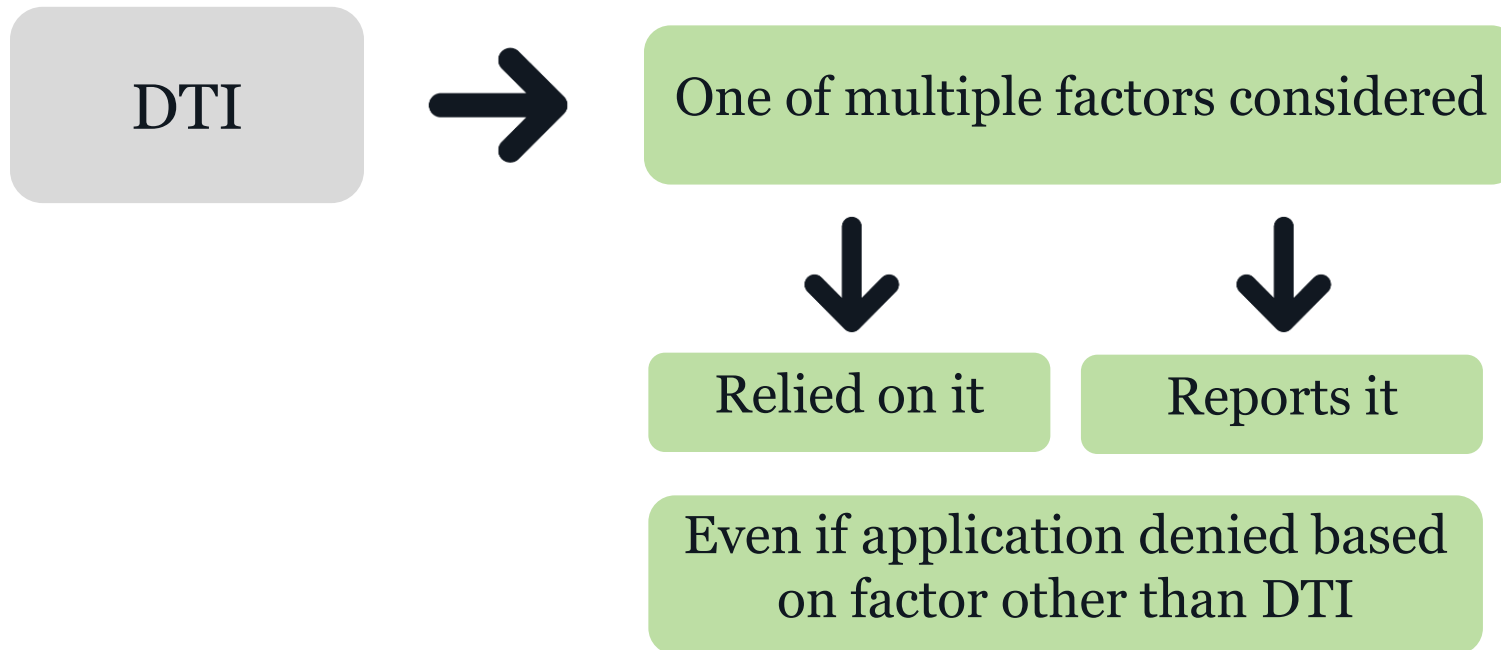 DTI
One of multiple factors considered
Relied on it
Reports it
Even if application denied based
on factor other than DTI